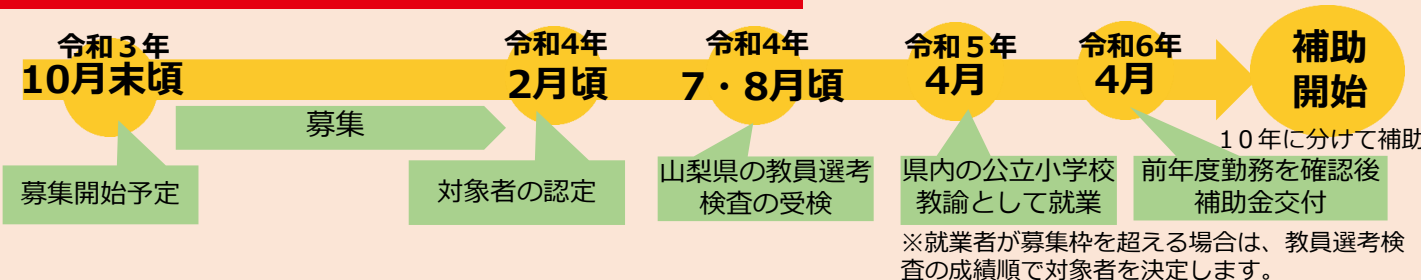 令和３年
10月末頃
募集
募集開始予定
令和4年
2月頃
対象者の認定
令和4年
7・8月頃
山梨県の教員選考
検査の受検
令和５年
4月
県内の公立小学校
教諭として就業
※就業者が募集枠を超える場合は、教員選考検
査の成績順で対象者を決定します。
令和6年
4月
前年度勤務を確認後
補助金交付
補助
開始
１０年に分けて補助